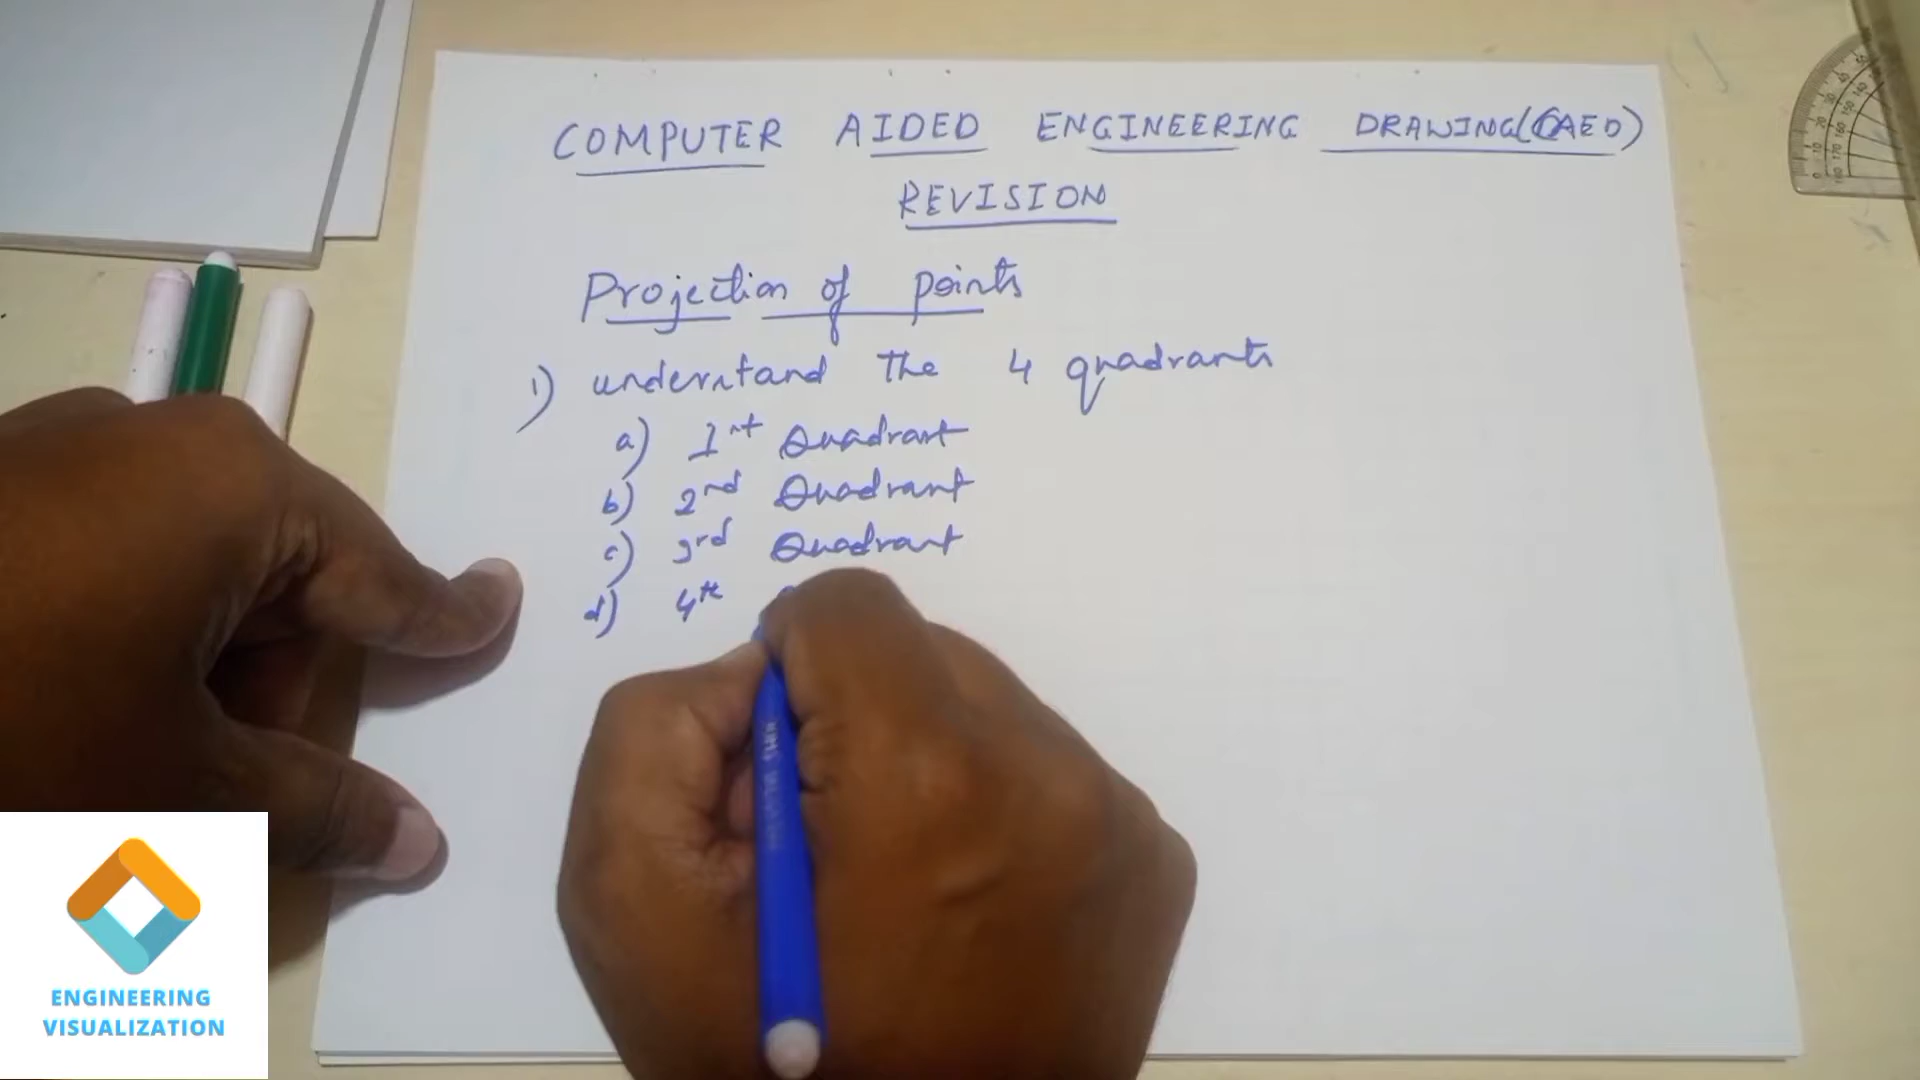 COMPUTER AIDED ENGINEERING DRAWING (CAED)
REVISION
Projection of points
1) understand the 4 quadrants
a) 1st Quadrant
b) 2nd Quadrant
c) 3rd Quadrant
d) 4th
ENGINEERING
VISUALIZATION